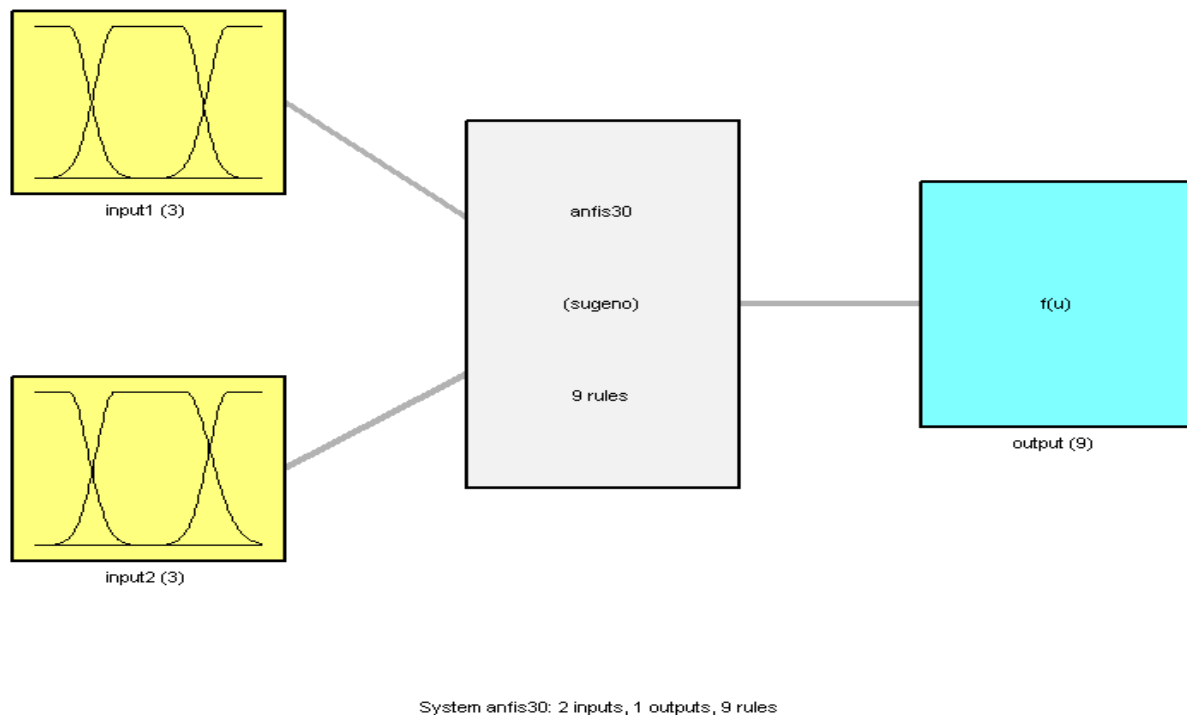 input1 (3)
anfis30
(sugeno)
9 rules
f(u)
output (9)
input2 (3)
System anfis30: 2 inputs, 1 outputs, 9 rules